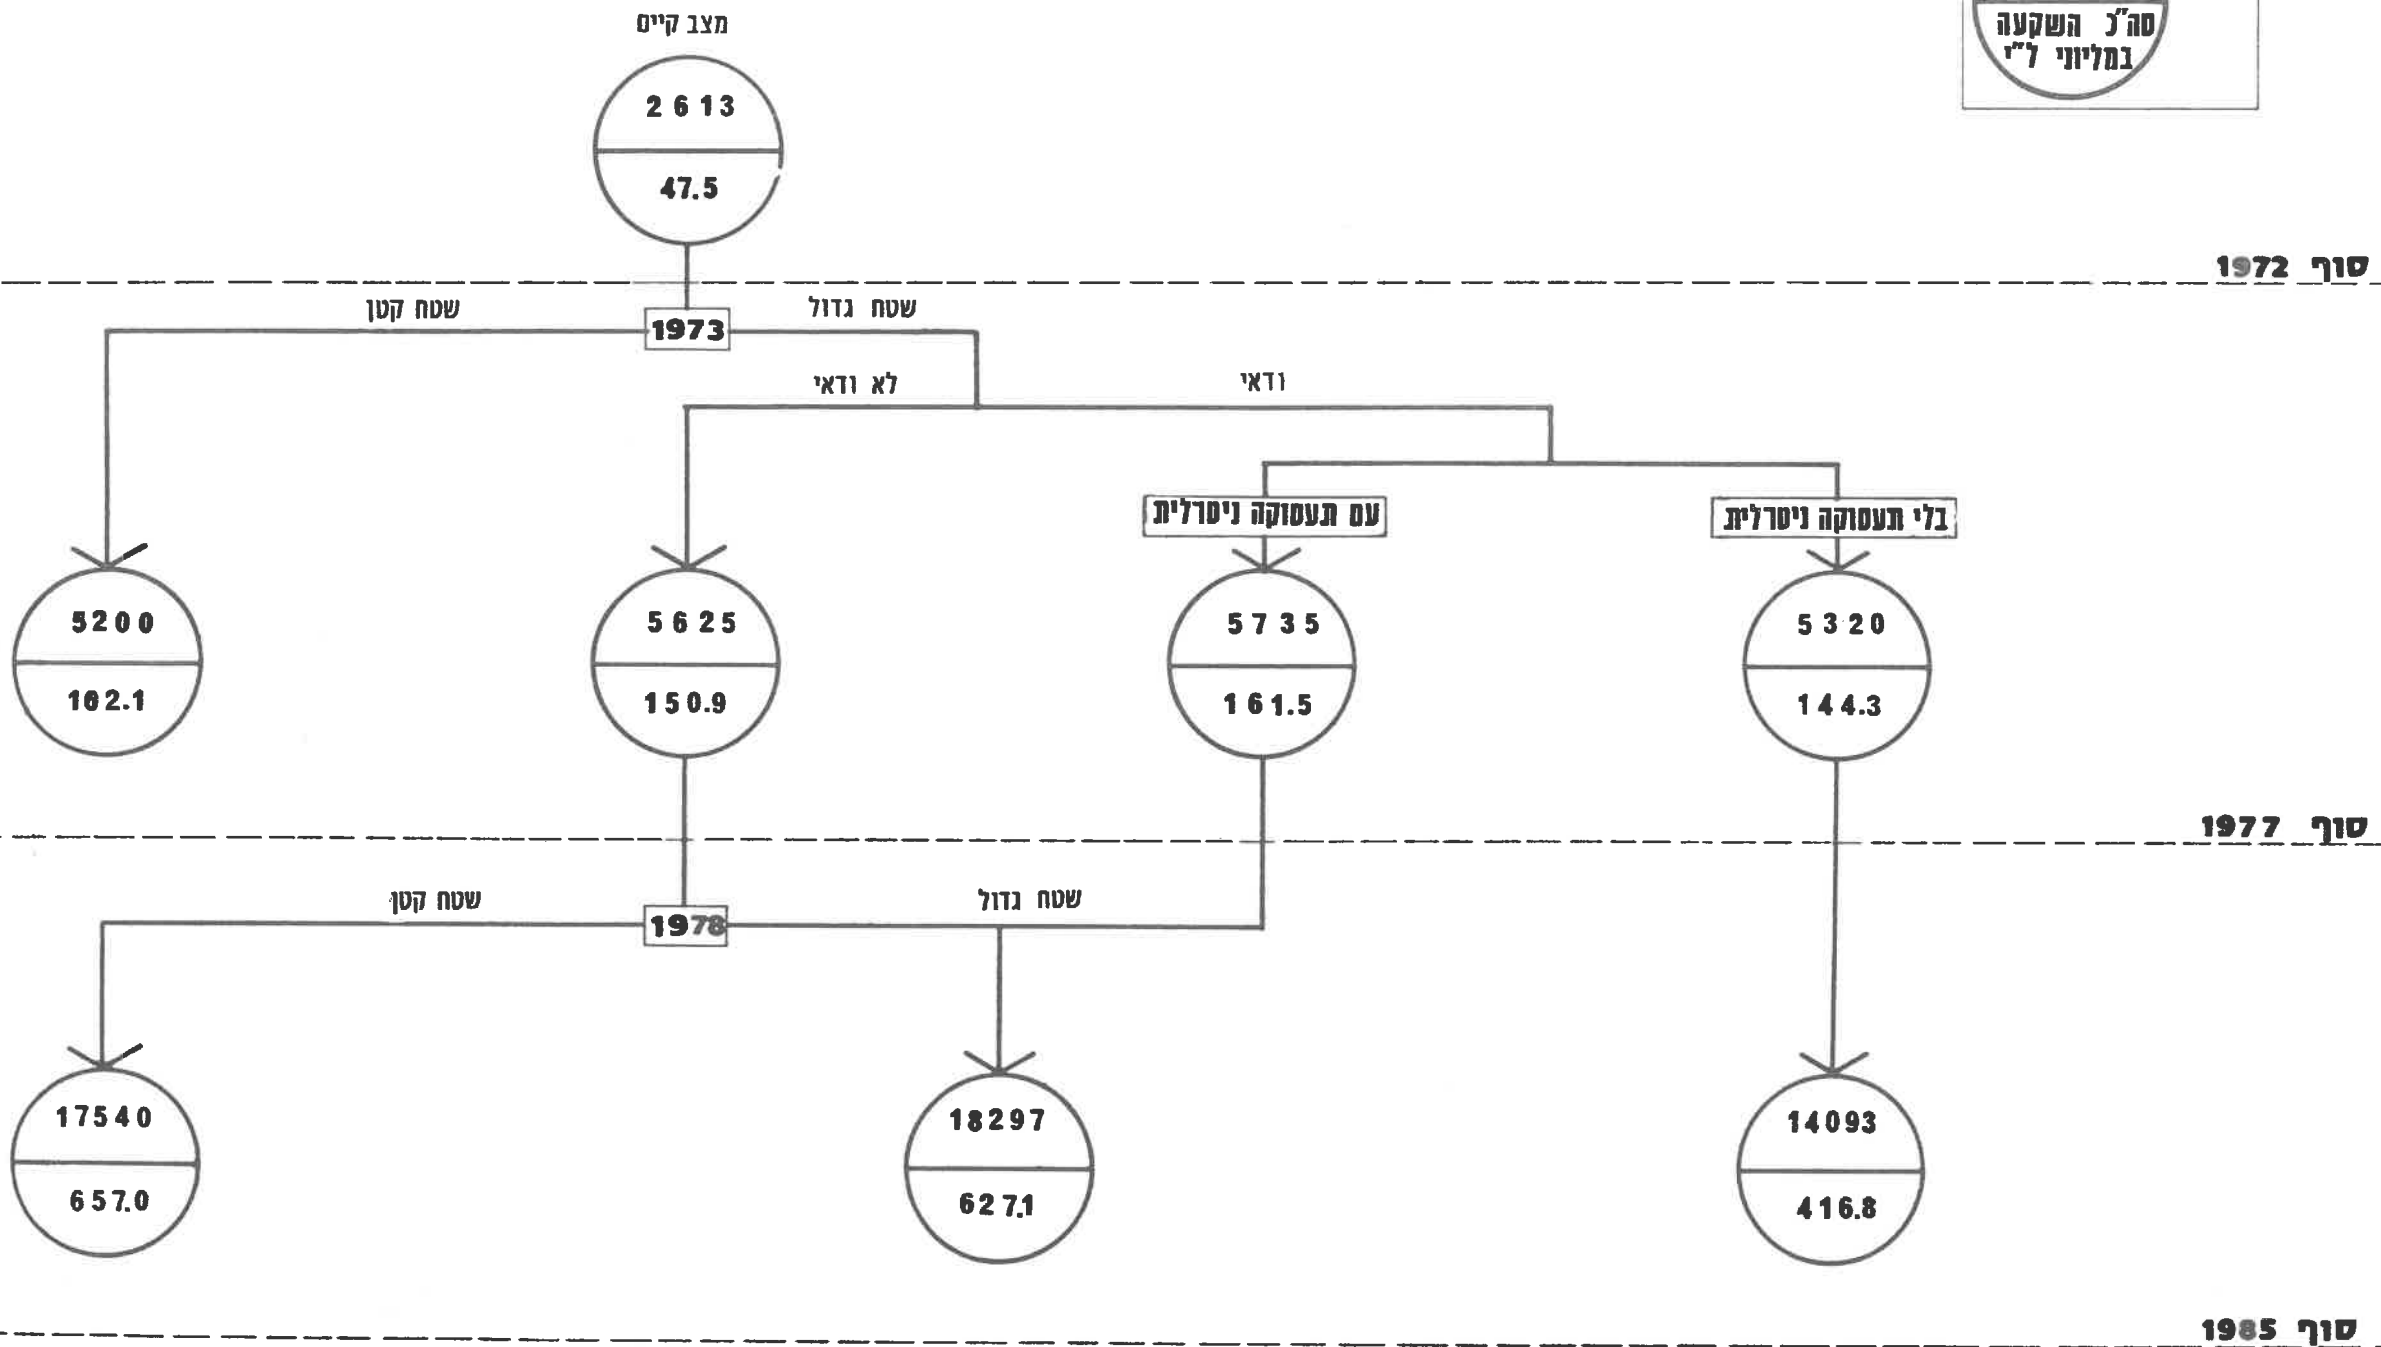 סה"כ השקעה
במליוני ל"י
מצב קיים
2613
47.5
סוף 1972
שטח קטן
1973
שטח גדול
לא ודאי
ודאי
עם תעסוקה ניטרלית
בלי תעסוקה ניטרלית
5200
5625
5735
5320
150.9
161.5
144.3
סוף 1977
שטח קטן
1978
שטח גדול
17540
18297
14093
657.0
627.1
416.8
סוף 1985